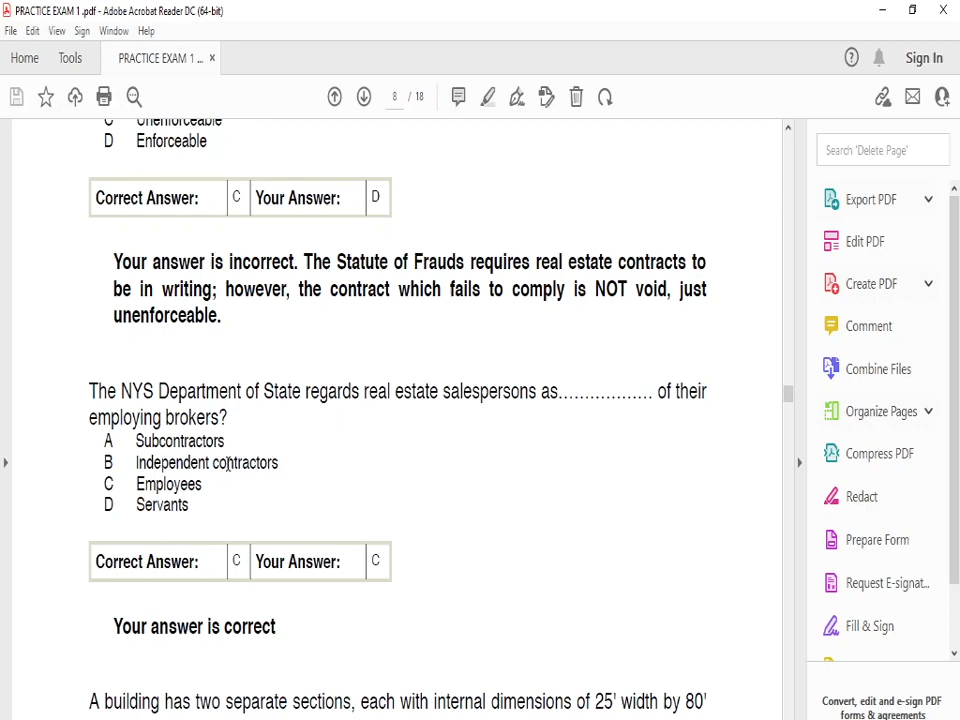 PRACTICE EXAM 1 .pdf - Adobe Acrobat Reader DC (64-bit)
File Edit View Sign Window Help
Home Tools PRACTICE EXAM 1 ... × Sign In
8 / 18
C Unenforceable
D Enforceable
Correct Answer: C Your Answer: D
Your answer is incorrect. The Statute of Frauds requires real estate contracts to
be in writing; however, the contract which fails to comply is NOT void, just
unenforceable.
The NYS Department of State regards real estate salespersons as.................. of their
employing brokers?
A Subcontractors
B Independent contractors
C Employees
D Servants
Correct Answer: C Your Answer: C
Your answer is correct
A building has two separate sections, each with internal dimensions of 25' width by 80'
Search 'Delete Page'
Export PDF
Edit PDF
Create PDF
Comment
Combine Files
Organize Pages
Compress PDF
Redact
Prepare Form
Request E-signat...
Fill & Sign
Convert, edit and e-sign PDF
forms & agreements